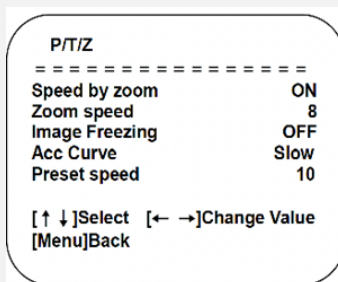 P/T/Z
= = = = = = = = = = = = = = = =
Speed by zoom ON
Zoom speed 8
Image Freezing OFF
Acc Curve Slow
Preset speed 10
[↑ ↓]Select [← →]Change Value
[Menu]Back